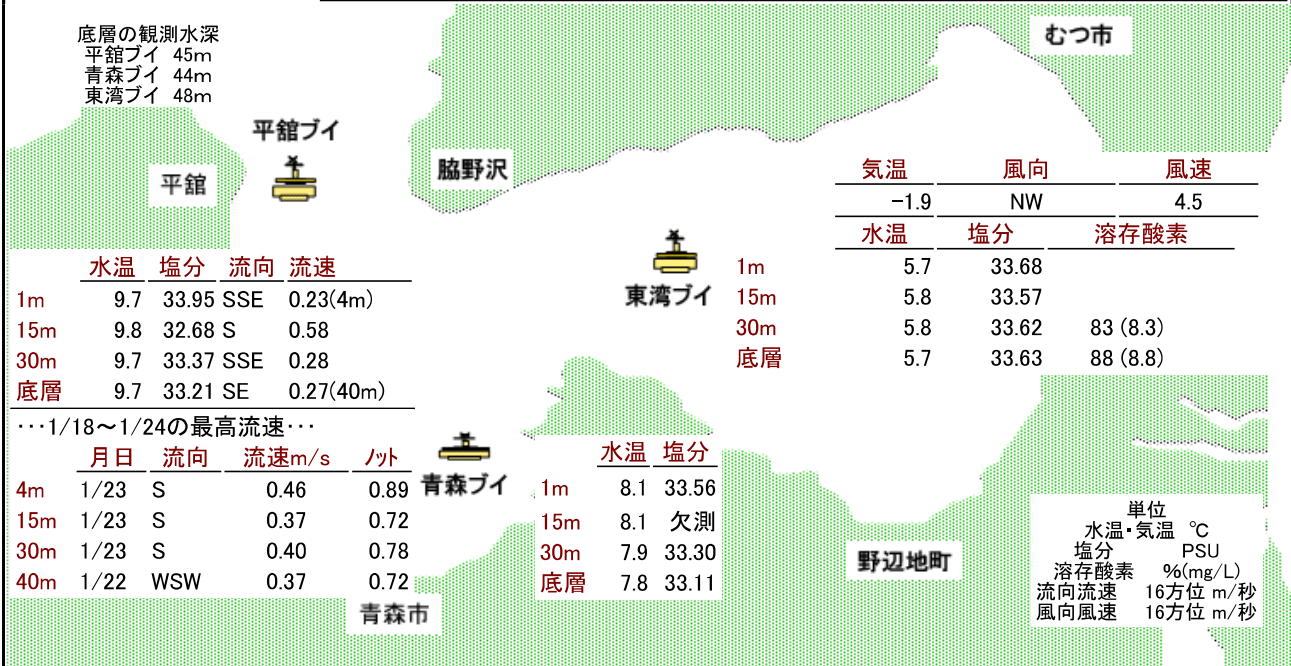 底層の観測水深
平舘ブイ 45m
青森ブイ 44m
東湾ブイ 48m
むつ市
平舘ブイ
平舘
脇野沢
気温 風向 風速
-1.9 NW 4.5
水温 塩分 溶存酸素
1m 5.7 33.68
15m 5.8 33.57
30m 5.8 33.62 83 (8.3)
底層 5.7 33.63 88 (8.8)
東湾ブイ
水温 塩分 流向 流速
1m 9.7 33.95 SSE 0.23(4m)
15m 9.8 32.68 S 0.58
30m 9.7 33.37 SSE 0.28
底層 9.7 33.21 SE 0.27(40m)
…1/18~1/24の最高流速…
月日 流向 流速m/s ノット
4m 1/23 S 0.46 0.89
15m 1/23 S 0.37 0.72
30m 1/23 S 0.40 0.78
40m 1/22 WSW 0.37 0.72
青森ブイ
水温 塩分
1m 8.1 33.56
15m 8.1 欠測
30m 7.9 33.30
底層 7.8 33.11
青森市
野辺地町
単位
水温・気温 ℃
塩分 PSU
溶存酸素 %(mg/L)
流向流速 16方位 m/秒
風向風速 16方位 m/秒